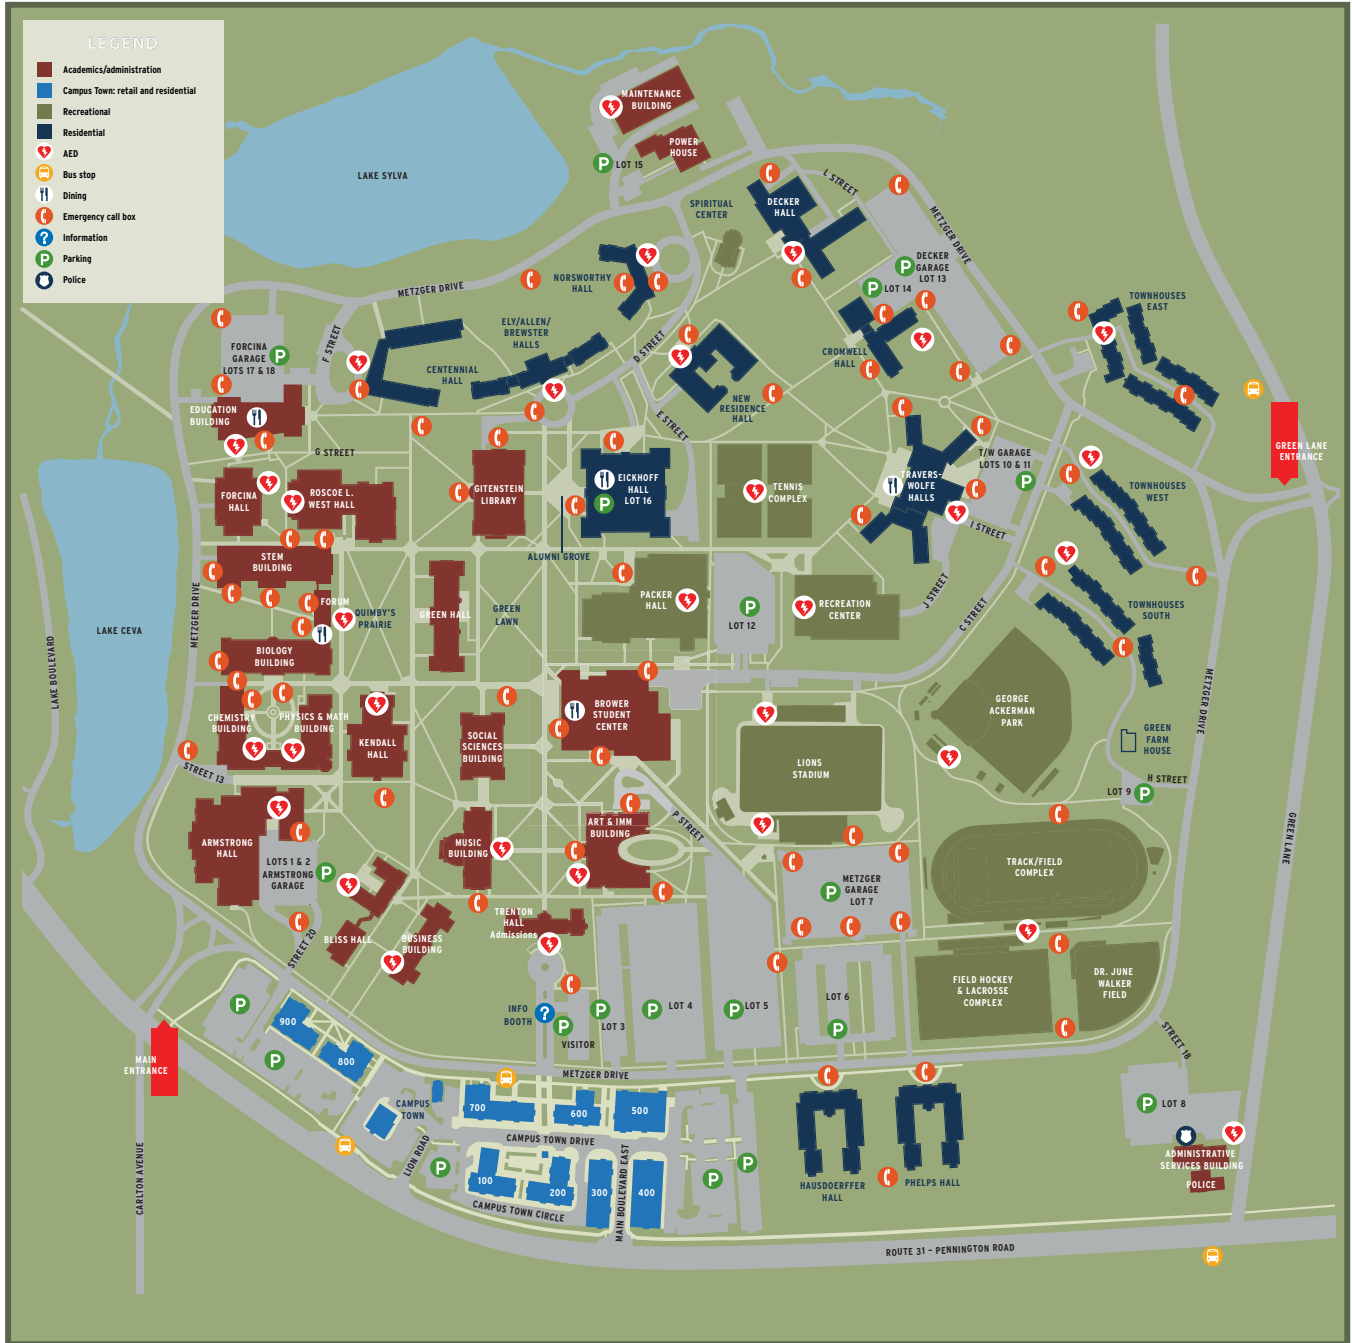 LEGEND
Academics/administration
Campus Town: retail and residential
Recreational
Residential
AED
Bus stop
Dining
Emergency call box
? Information
P Parking
Police
MAINTENANCE
BUILDING
POWER
HOUSE
P LOT 15
LAKE SYLVA
SPIRITUAL
CENTER
DECKER
HALL
L STREET
METZGER DRIVE
P DECKER
GARAGE
LOT 13
P LOT 14
NORSWORTHY
HALL
METZGER DRIVE
TOWNHOUSES
EAST
ELY/ALLEN/
BREWSTER
HALLS
D STREET
F STREET
FORCINA
GARAGE
LOTS 17 & 18
P
CENTENNIAL
HALL
CROMWELL
HALL
NEW
RESIDENCE
HALL
E STREET
EDUCATION
BUILDING
G STREET
GREEN LANE
ENTRANCE
T/W GARAGE
LOTS 10 & 11
P
FORCINA
HALL
ROSCOE L.
WEST HALL
GITENSTEIN
LIBRARY
EICKHOFF
HALL
LOT 16
P
TENNIS
COMPLEX
TRAVERS-
WOLFE
HALLS
TOWNHOUSES
WEST
I STREET
ALUMNI GROVE
STEM
BUILDING
J STREET
C STREET
METZGER DRIVE
FORUM
QUIMBY'S
PRAIRIE
GREEN HALL
GREEN
LAWN
PACKER
HALL
P
LOT 12
RECREATION
CENTER
TOWNHOUSES
SOUTH
LAKE CEVA
LAKE BOULEVARD
BIOLOGY
BUILDING
METZGER DRIVE
CHEMISTRY
BUILDING
PHYSICS & MATH
BUILDING
KENDALL
HALL
SOCIAL
SCIENCES
BUILDING
BROWER
STUDENT
CENTER
GEORGE
ACKERMAN
PARK
GREEN
FARM
HOUSE
LIONS
STADIUM
STREET 13
H STREET
LOT 9 P
P STREET
ART & IMM
BUILDING
ARMSTRONG
HALL
LOTS 1 & 2
ARMSTRONG
GARAGE
P
MUSIC
BUILDING
GREEN LANE
TRACK/FIELD
COMPLEX
P METZGER
GARAGE
LOT 7
BLISS HALL
BUSINESS
BUILDING
TRENTON
HALL
Admissions
STREET 20
FIELD HOCKEY
& LACROSSE
COMPLEX
DR. JUNE
WALKER
FIELD
P
900
800
P
INFO
BOOTH
?
P
VISITOR
P
LOT 3
P LOT 4
P LOT 5
LOT 6
P
STREET 18
MAIN
ENTRANCE
METZGER DRIVE
CAMPUS
TOWN
700
600
500
CAMPUS TOWN DRIVE
LION ROAD
P
100
200
300
400
CAMPUS TOWN CIRCLE
MAIN BOULEVARD EAST
P
P
P LOT 8
ADMINISTRATIVE
SERVICES BUILDING
POLICE
HAUSDOERFFER
HALL
PHELPS HALL
CARLTON AVENUE
ROUTE 31 - PENNINGTON ROAD